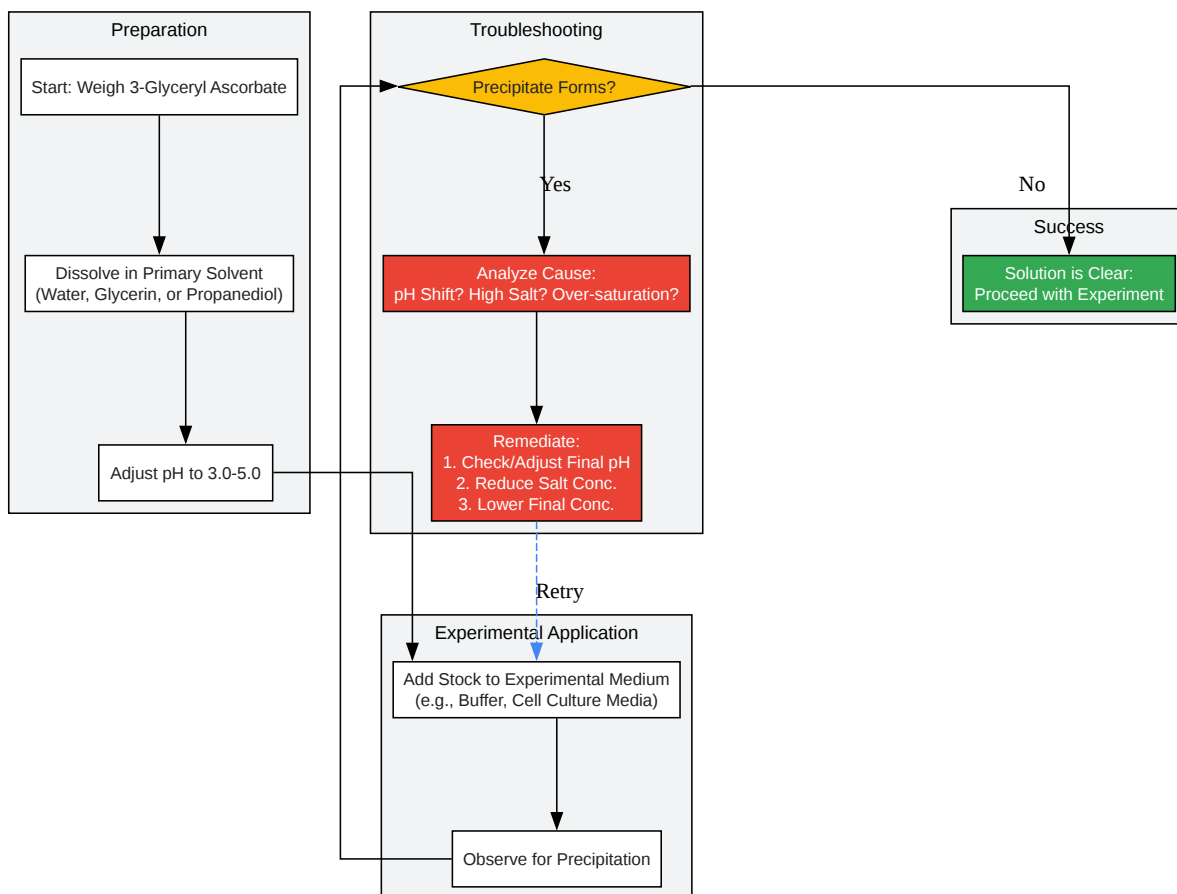 Preparation
Start: Weigh 3-Glyceryl Ascorbate
Dissolve in Primary Solvent
(Water, Glycerin, or Propanediol)
Adjust pH to 3.0-5.0
Troubleshooting
Precipitate Forms?
Yes
No
Analyze Cause:
pH Shift? High Salt? Over-saturation?
Remediate:
1. Check/Adjust Final pH
2. Reduce Salt Conc.
3. Lower Final Conc.
Retry
Success
Solution is Clear:
Proceed with Experiment
Experimental Application
Add Stock to Experimental Medium
(e.g., Buffer, Cell Culture Media)
Observe for Precipitation